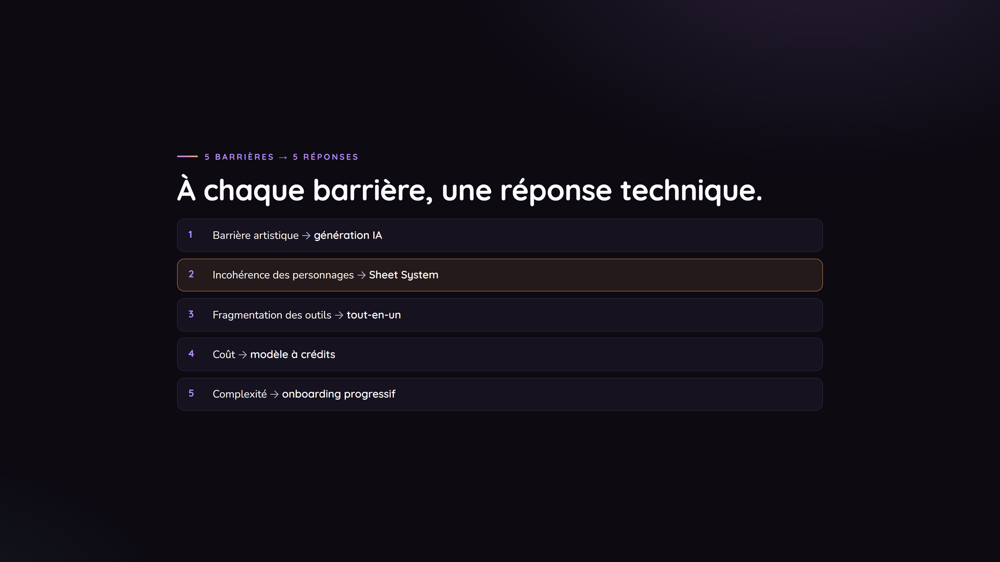 5 BARRIÈRES → 5 RÉPONSES
À chaque barrière, une réponse technique.
1 Barrière artistique → génération IA
2 Incohérence des personnages → Sheet System
3 Fragmentation des outils → tout-en-un
4 Coût → modèle à crédits
5 Complexité → onboarding progressif